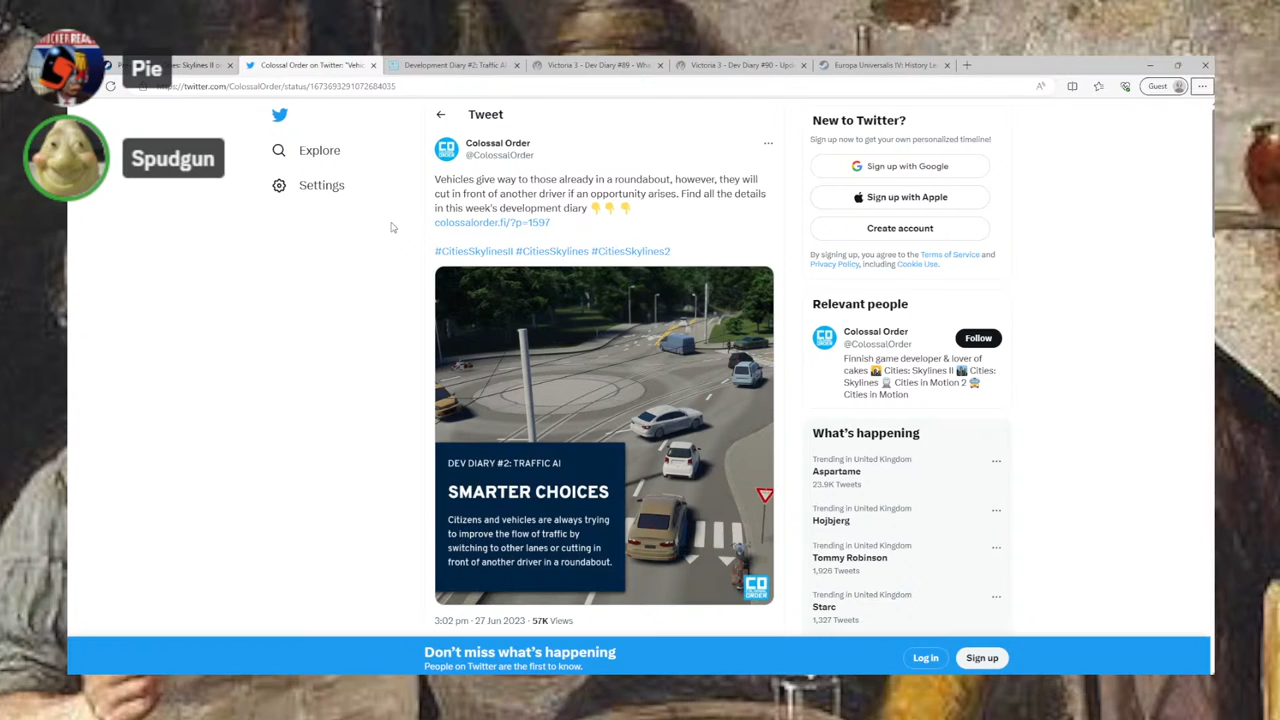 Pie
Spudgun
Skylines II o
Colossal Order on Twitter: "Vehic
Development Diary #2: Traffic AI
Victoria 3 - Dev Diary #89 - Wha
Victoria 3 - Dev Diary #90 - Upd
Europa Universalis IV: History Le
https://twitter.com/ColossalOrder/status/1673693291072684035
Guest
Explore
Settings
Tweet
Colossal Order
@ColossalOrder
Vehicles give way to those already in a roundabout, however, they will
cut in front of another driver if an opportunity arises. Find all the details
in this week's development diary 👇👇👇
colossalorder.fi/?p=1597
#CitiesSkylinesII #CitiesSkylines #CitiesSkylines2
DEV DIARY #2: TRAFFIC AI
SMARTER CHOICES
Citizens and vehicles are always trying
to improve the flow of traffic by
switching to other lanes or cutting in
front of another driver in a roundabout.
CO
ORDER
3:02 pm · 27 Jun 2023 · 57K Views
New to Twitter?
Sign up now to get your own personalized timeline!
Sign up with Google
Sign up with Apple
Create account
By signing up, you agree to the Terms of Service and
Privacy Policy, including Cookie Use.
Relevant people
Colossal Order
@ColossalOrder
Follow
Finnish game developer & lover of
cakes Cities: Skylines II Cities:
Skylines Cities in Motion 2
Cities in Motion
What's happening
Trending in United Kingdom
Aspartame
23.9K Tweets
Trending in United Kingdom
Hojbjerg
Trending in United Kingdom
Tommy Robinson
1,926 Tweets
Trending in United Kingdom
Starc
1,327 Tweets
Don't miss what's happening
People on Twitter are the first to know.
Log in
Sign up